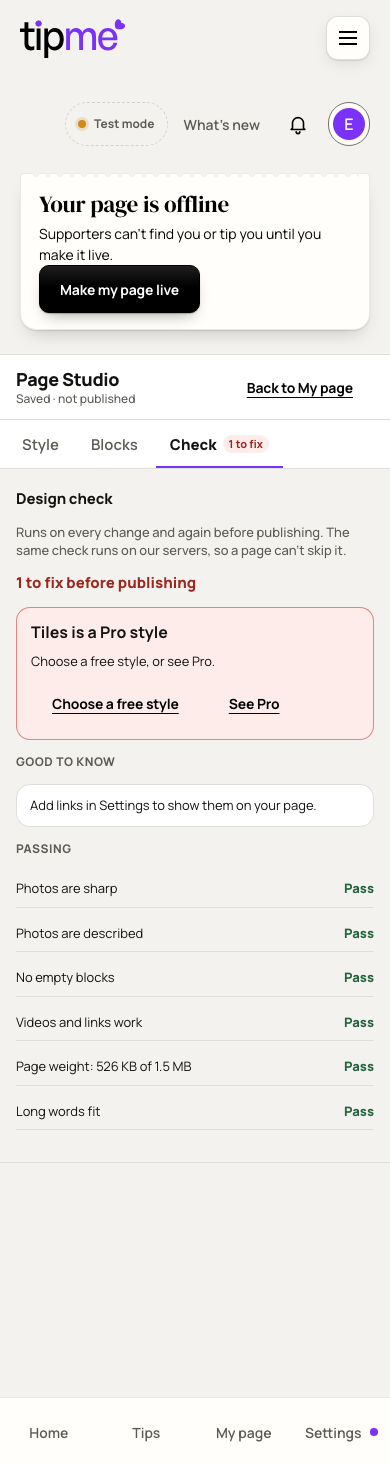 tipme
Test mode
What's new
E
Your page is offline
Supporters can't find you or tip you until you
make it live.
Make my page live
Page Studio
Saved · not published
Back to My page
Style
Blocks
Check
1 to fix
Design check
Runs on every change and again before publishing. The
same check runs on our servers, so a page can't skip it.
1 to fix before publishing
Tiles is a Pro style
Choose a free style, or see Pro.
Choose a free style
See Pro
GOOD TO KNOW
Add links in Settings to show them on your page.
PASSING
Photos are sharp
Pass
Photos are described
Pass
No empty blocks
Pass
Videos and links work
Pass
Page weight: 526 KB of 1.5 MB
Pass
Long words fit
Pass
Home
Tips
My page
Settings